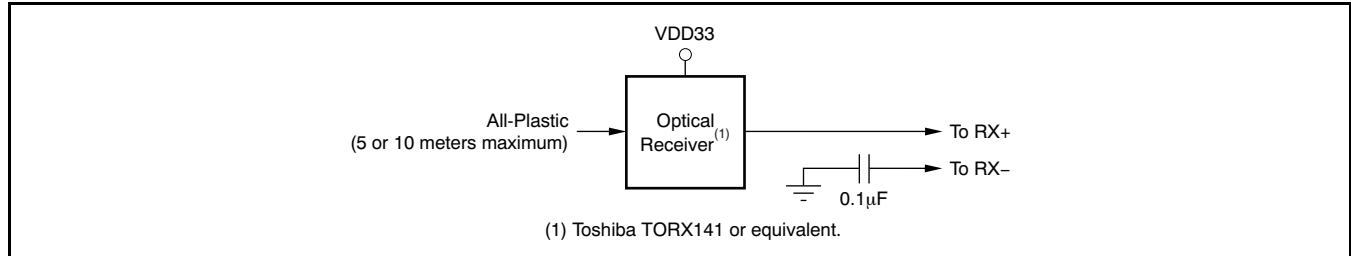 VDD33
All-Plastic
(5 or 10 meters maximum)
Optical
Receiver(1)
To RX+
To RX−
0.1μF
(1) Toshiba TORX141 or equivalent.